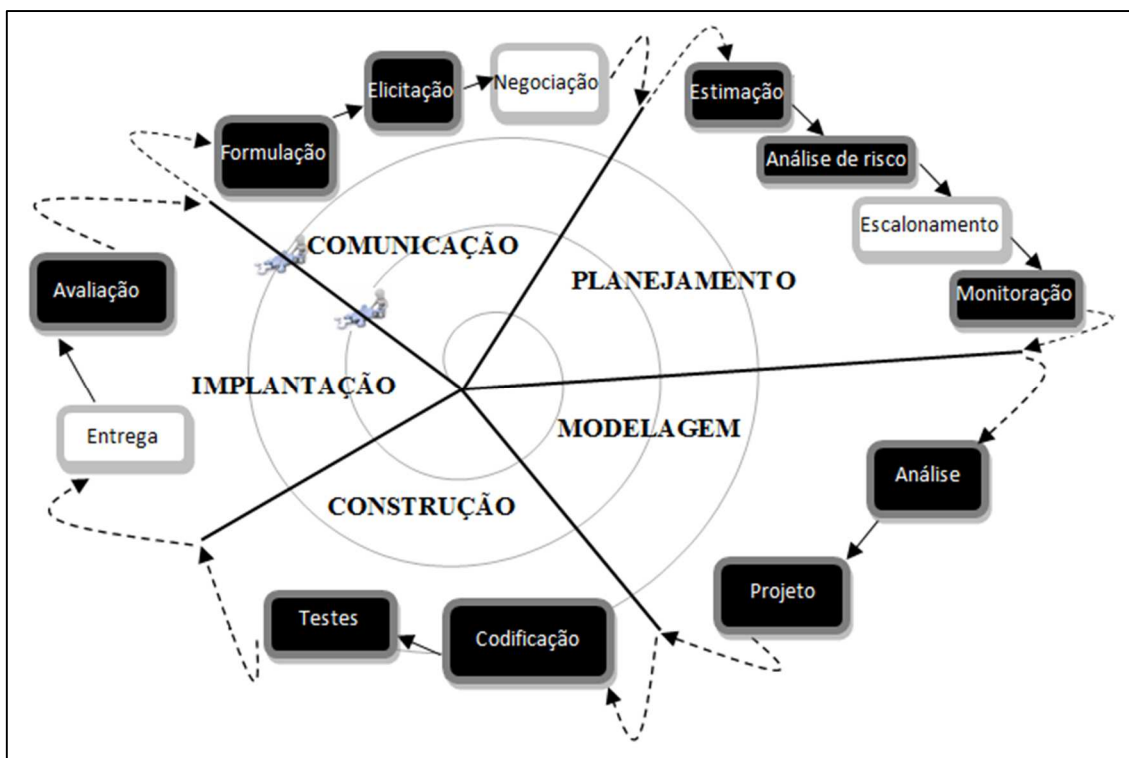 Formulação
Elicitação
Negociação
Estimação
Análise de risco
Escalonamento
Monitoração
Análise
Projeto
Codificação
Testes
Entrega
Avaliação
COMUNICAÇÃO
PLANEJAMENTO
MODELAGEM
CONSTRUÇÃO
IMPLANTAÇÃO